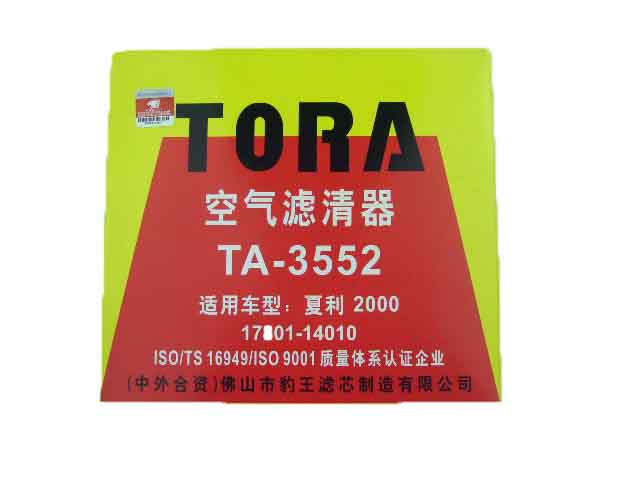 TORA
空气滤清器
TA-3552
适用车型：夏利 2000
17801-14010
ISO/TS 16949/ISO 9001 质量体系认证企业
(中外合资)佛山市豹王滤芯制造有限公司